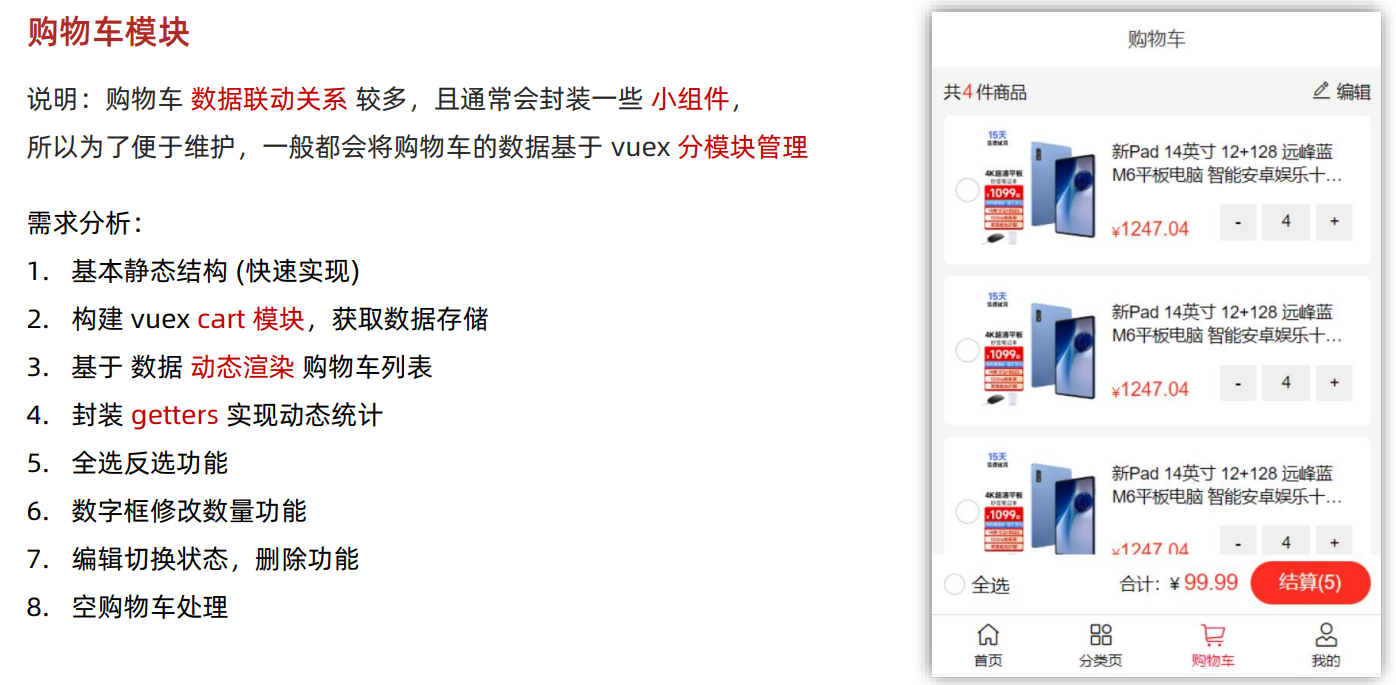 购物车模块
说明：购物车 数据联动关系 较多，且通常会封装一些 小组件，
所以为了便于维护，一般都会将购物车的数据基于 vuex 分模块管理
需求分析：
1. 基本静态结构 (快速实现)
2. 构建 vuex cart 模块，获取数据存储
3. 基于 数据 动态渲染 购物车列表
4. 封装 getters 实现动态统计
5. 全选反选功能
6. 数字框修改数量功能
7. 编辑切换状态，删除功能
8. 空购物车处理
购物车
共4件商品
编辑
15天
4K超清平板
1099
新Pad 14英寸 12+128 远峰蓝
M6平板电脑 智能安卓娱乐十…
¥1247.04
- 4 +
15天
4K超清平板
1099
新Pad 14英寸 12+128 远峰蓝
M6平板电脑 智能安卓娱乐十…
¥1247.04
- 4 +
15天
4K超清平板
1099
新Pad 14英寸 12+128 远峰蓝
M6平板电脑 智能安卓娱乐十…
¥1247.04
- 4 +
全选
合计：¥ 99.99
结算(5)
首页
分类页
购物车
我的